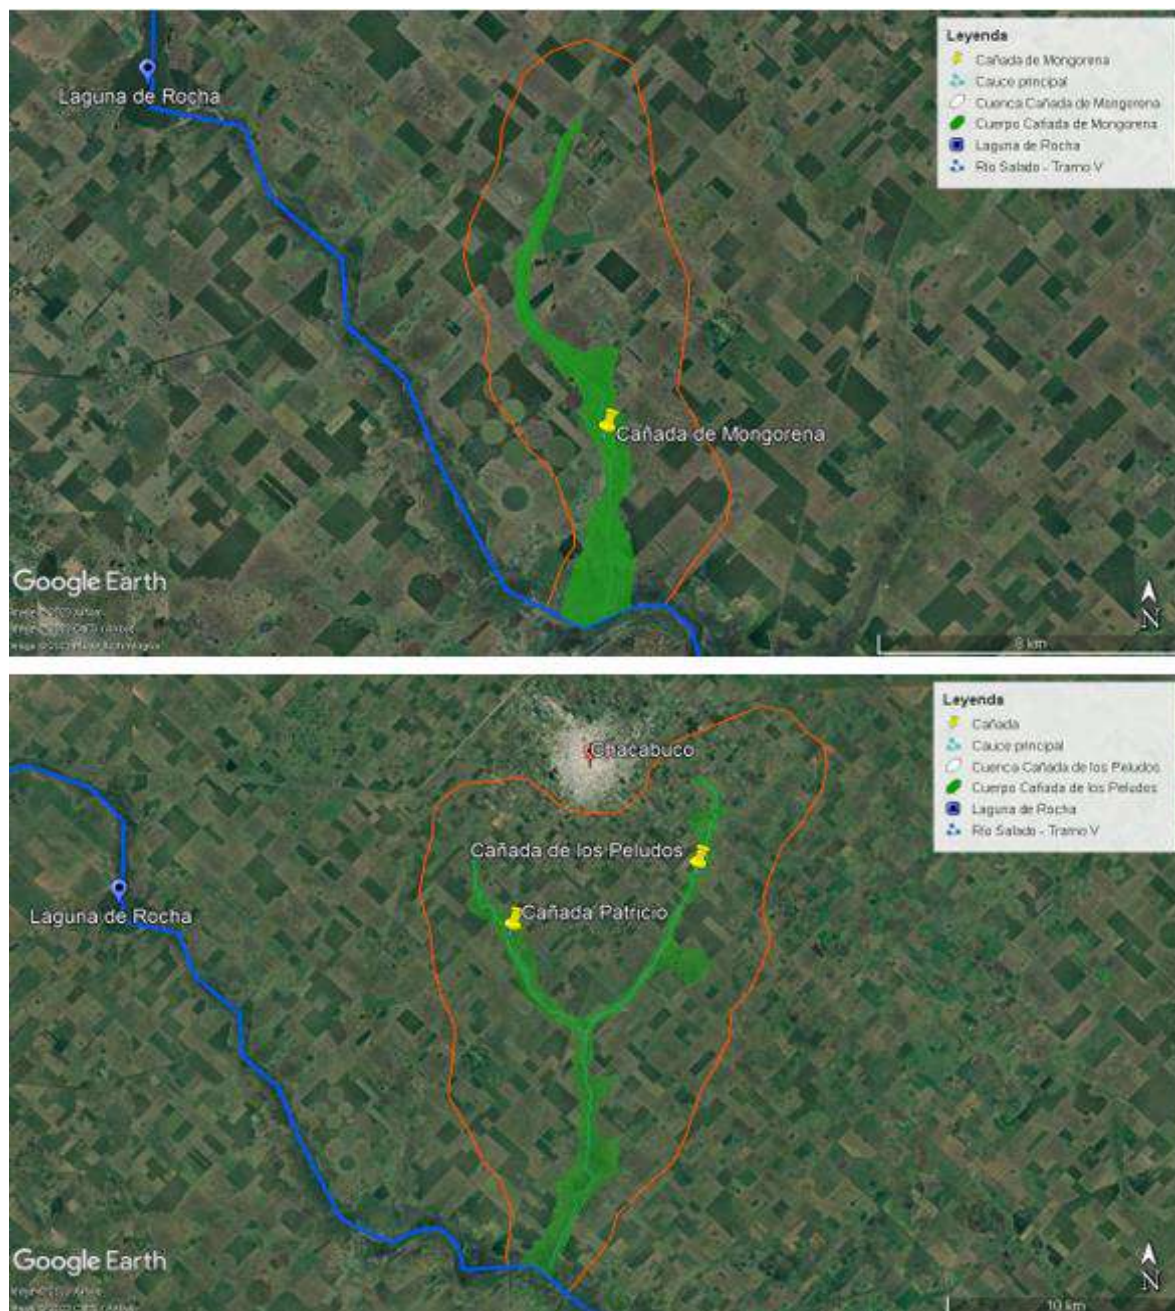 Leyenda
Cañada de Mongorena
Cauce principal
Cuenca Cañada de Mongorena
Cuerpo Cañada de Mongorena
Laguna de Rocha
Río Salado - Tramo V
Laguna de Rocha
Cañada de Mongorena
Google Earth
N
8 km
Leyenda
Cañada
Cauce principal
Cuenca Cañada de los Peludos
Cuerpo Cañada de los Peludos
Laguna de Rocha
Río Salado - Tramo V
Chacabuco
Cañada de los Peludos
Laguna de Rocha
Cañada Patricio
Google Earth
N
10 km